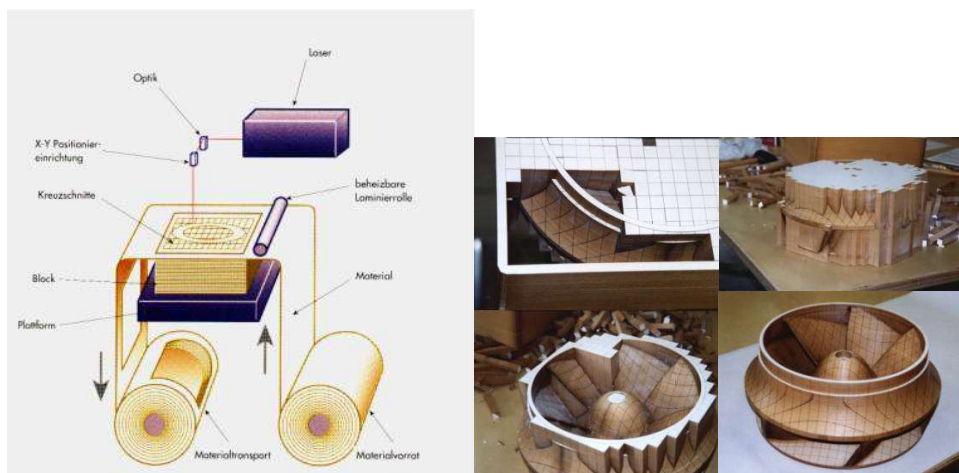 Laser
Optik
X-Y Positionier-
einrichtung
Kreuzschnitte
beheizbare
Laminierrolle
Block
Material
Plattform
Materialtransport
Materialvorrat